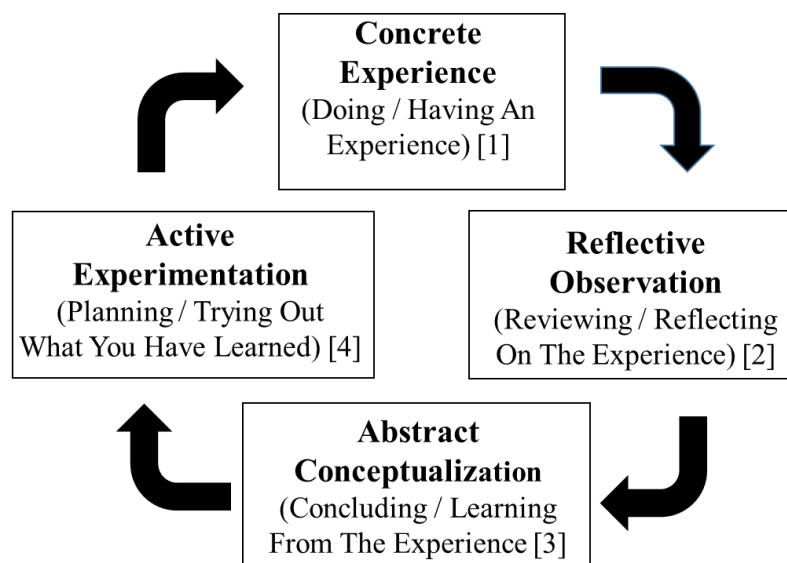 Concrete
Experience
(Doing / Having An
Experience) [1]
Reflective
Observation
(Reviewing / Reflecting
On The Experience) [2]
Abstract
Conceptualization
(Concluding / Learning
From The Experience [3]
Active
Experimentation
(Planning / Trying Out
What You Have Learned) [4]